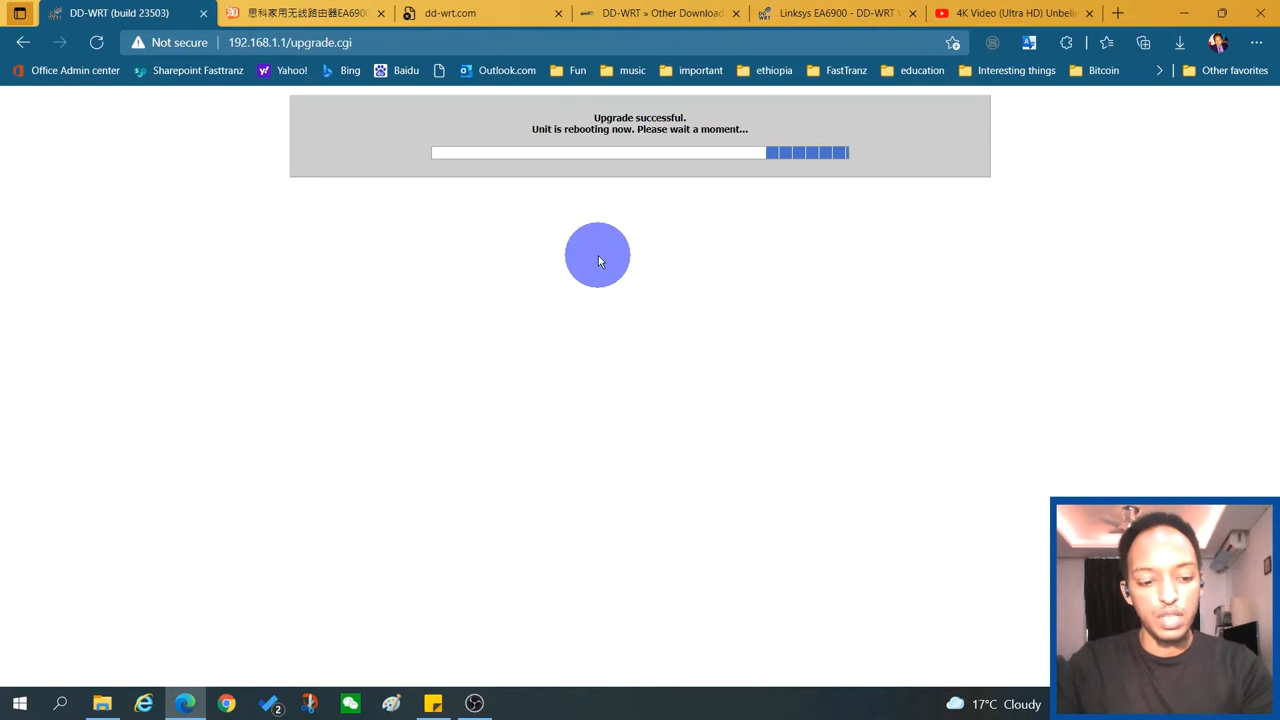 DD-WRT (build 23503)
思科家用无线路由器EA6900
dd-wrt.com
DD-WRT » Other Download
Linksys EA6900 - DD-WRT W
4K Video (Ultra HD) Unbeli
Not secure
192.168.1.1/upgrade.cgi
Office Admin center
Sharepoint Fasttranz
Yahoo!
Bing
Baidu
Outlook.com
Fun
music
important
ethiopia
FastTranz
education
Interesting things
Bitcoin
Other favorites
Upgrade successful.
Unit is rebooting now. Please wait a moment...
2
17°C Cloudy